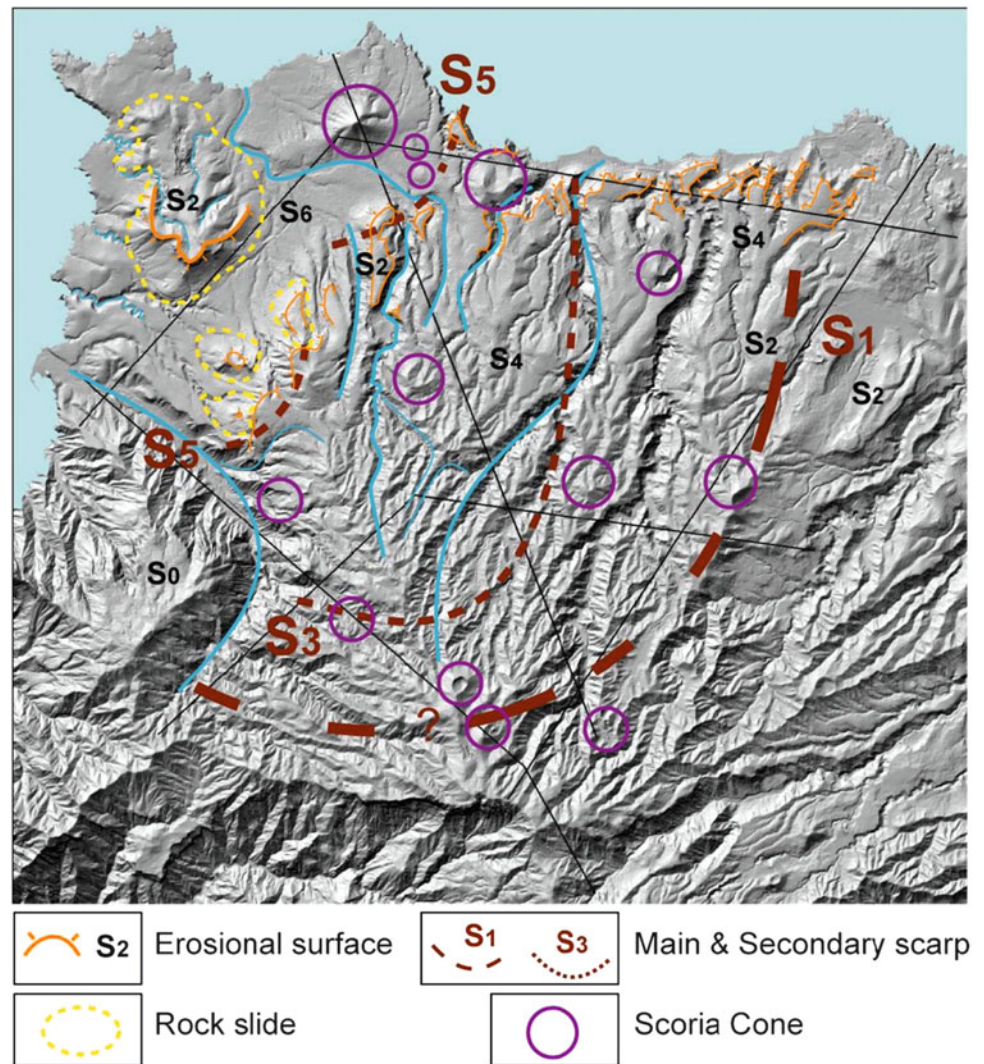 S5
S2
S6
S4
S2
S2
S1
S4
S2
S5
S0
S3
?
S2 Erosional surface
S1 S3 Main & Secondary scarp
Rock slide
Scoria Cone